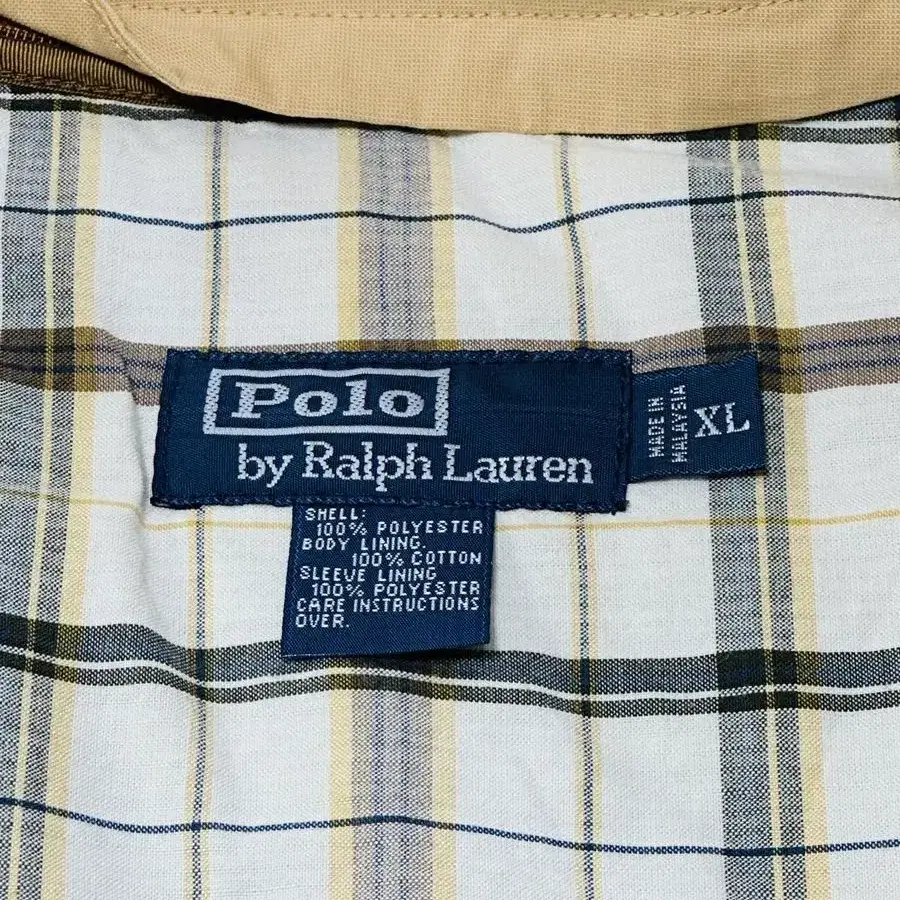 Polo
by Ralph Lauren
MADE IN
MALAYSIA
XL
SHELL:
100% POLYESTER
BODY LINING.
100% COTTON
SLEEVE LINING
100% POLYESTER
CARE INSTRUCTIONS
OVER.